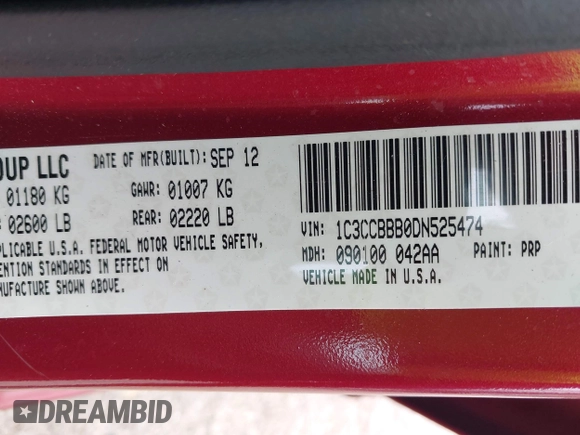 OUP LLC DATE OF MFR(BUILT): SEP 12
01180 KG GAWR: 01007 KG
02600 LB REAR: 02220 LB
PLICABLE U.S.A. FEDERAL MOTOR VEHICLE SAFETY,
ENTION STANDARDS IN EFFECT ON
NUFACTURE SHOWN ABOVE.
VIN: 1C3CCBBB0DN525474
MDH: 090100 042AA PAINT: PRP
VEHICLE MADE IN U.S.A.
DREAMBID